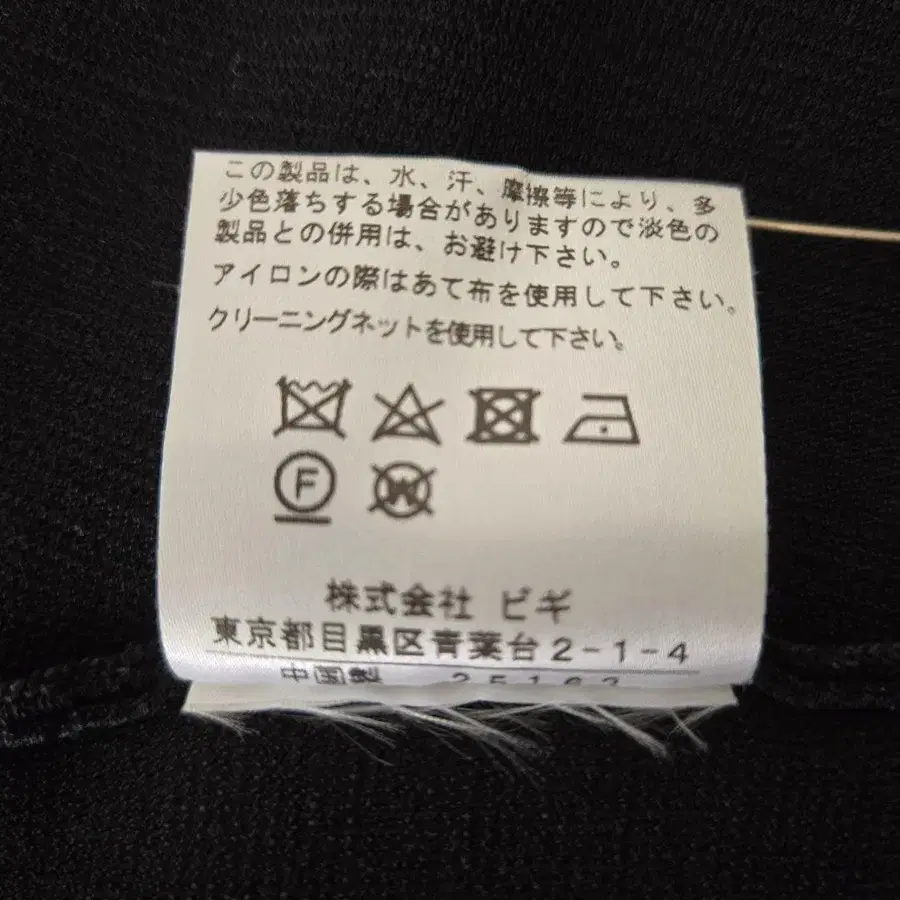 この製品は、水、汗、摩擦等により、多
少色落ちする場合がありますので淡色の
製品との併用は、お避け下さい。
アイロンの際はあて布を使用して下さい。
クリーニングネットを使用して下さい。
F
W
株式会社 ビギ
東京都目黒区青葉台2-1-4
中国製